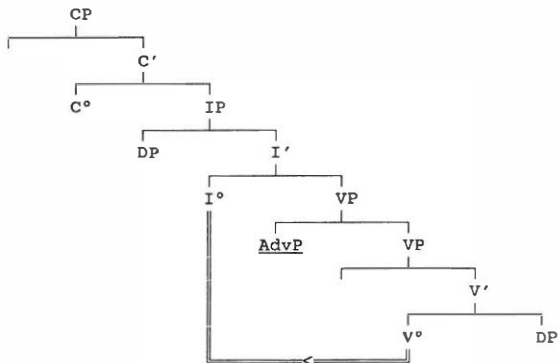 CP
C′
C° IP
DP I′
I° VP
AdvP VP
V′
V° DP
<